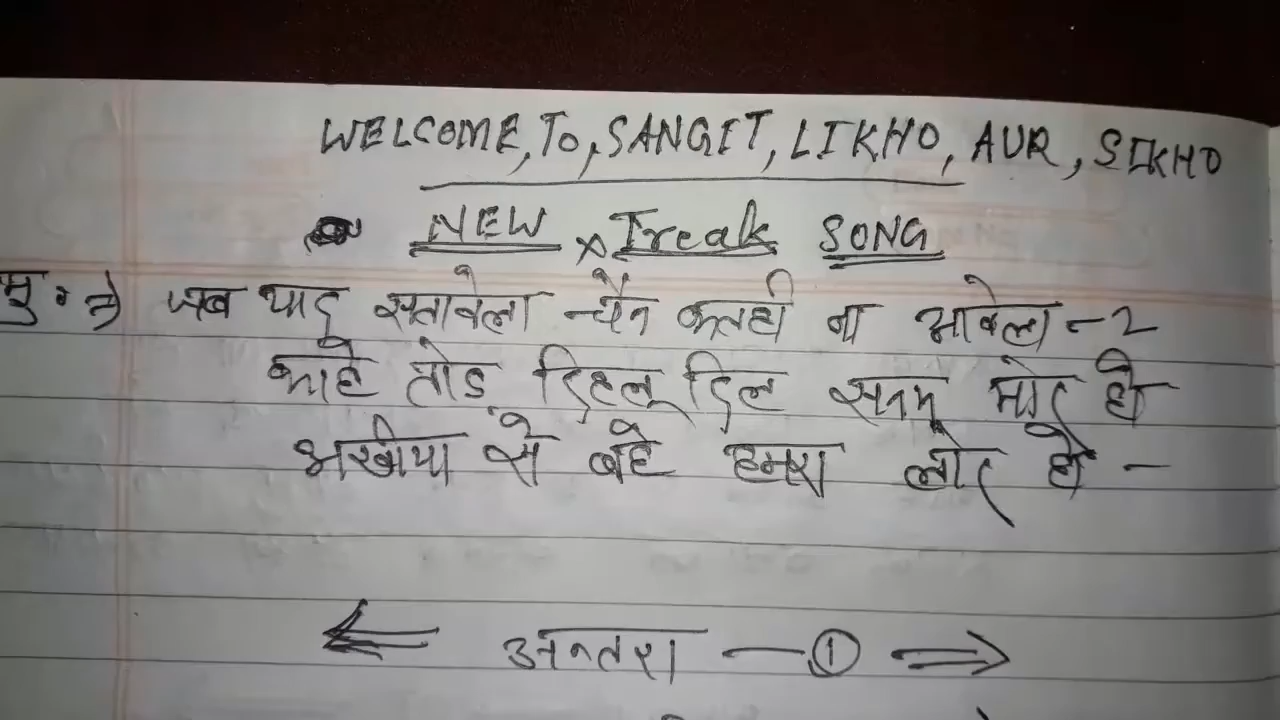 WELCOME, TO, SANGIT, LIKHO, AUR, SIKHO
NEW × Treak SONG
मु॰ ⇒ जब याद सतावेला चैन कतही ना आवेला - 2
काहे तोड़ दिहलू दिल सनम मोर हो
अखीया से बहे हमरा लोर हो -
⇐ अन्तरा — ① ⇒